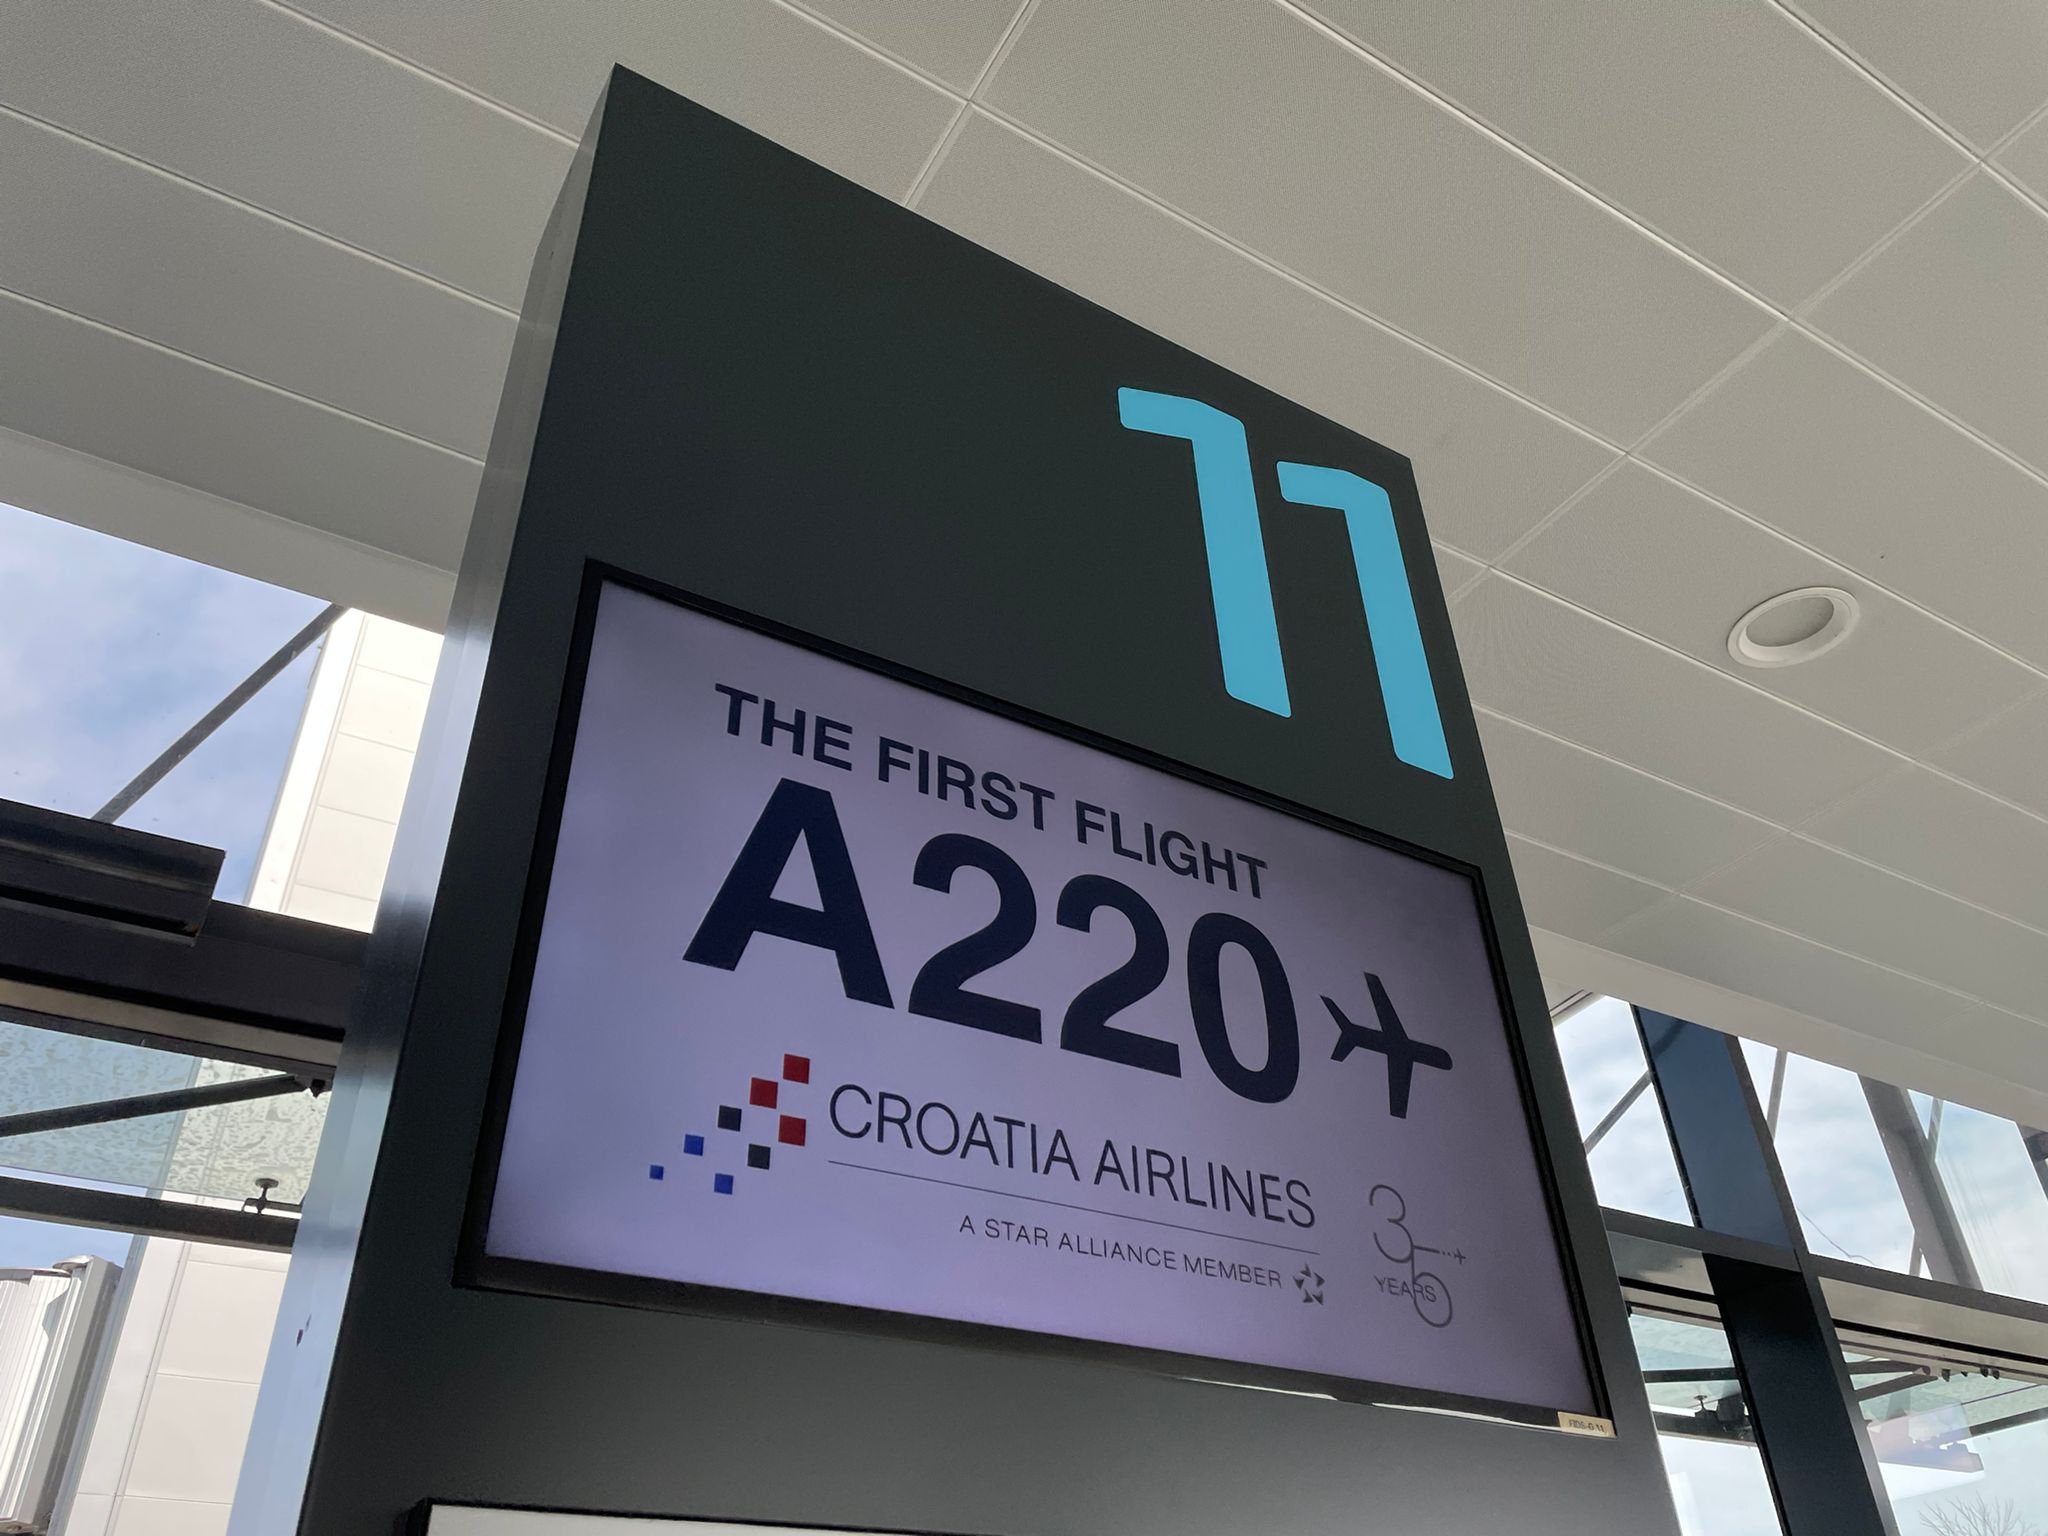 11
THE FIRST FLIGHT
A220
CROATIA AIRLINES
A STAR ALLIANCE MEMBER
35
YEARS